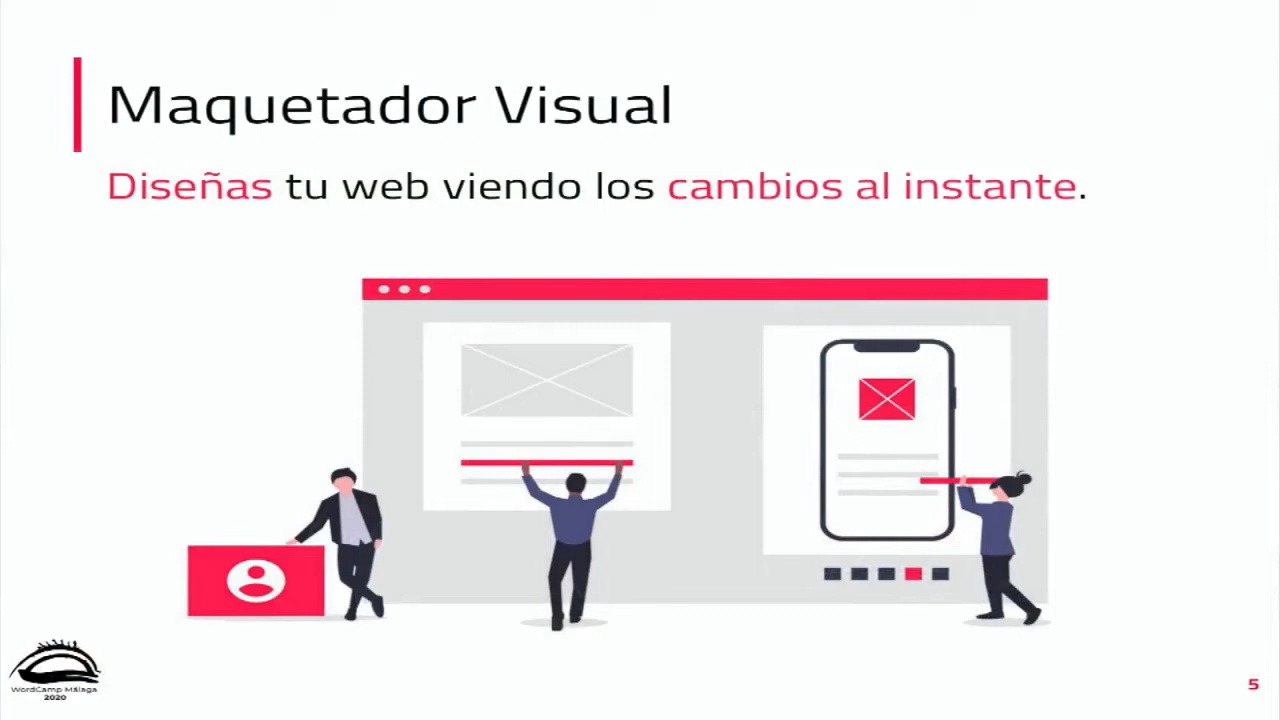 Maquetador Visual
Diseñas tu web viendo los cambios al instante.
WordCamp Málaga
2020
5